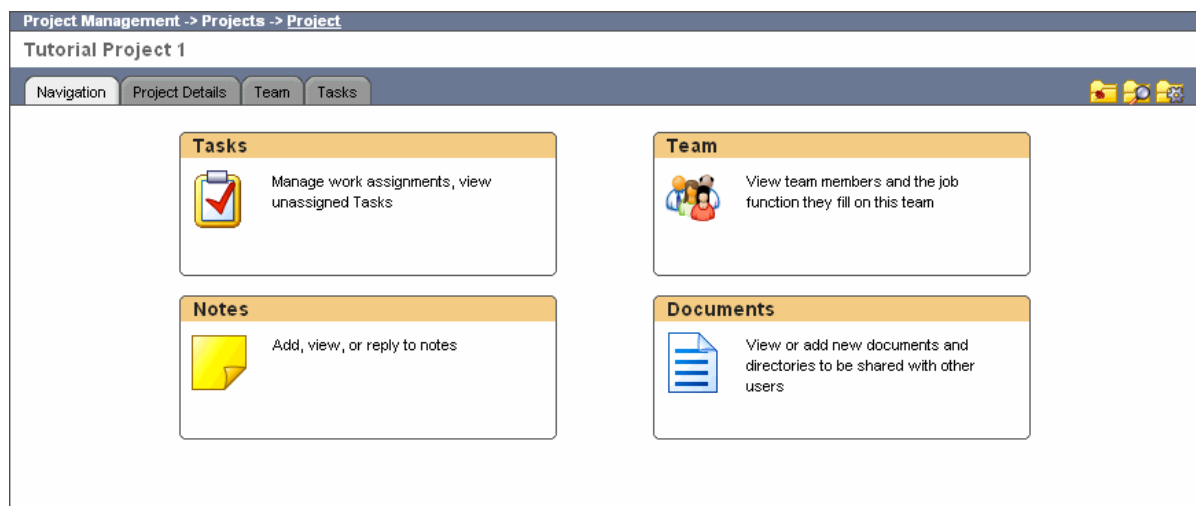 Project Management -> Projects -> Project
Tutorial Project 1
Navigation Project Details Team Tasks
Tasks
Manage work assignments, view
unassigned Tasks
Team
View team members and the job
function they fill on this team
Notes
Add, view, or reply to notes
Documents
View or add new documents and
directories to be shared with other
users